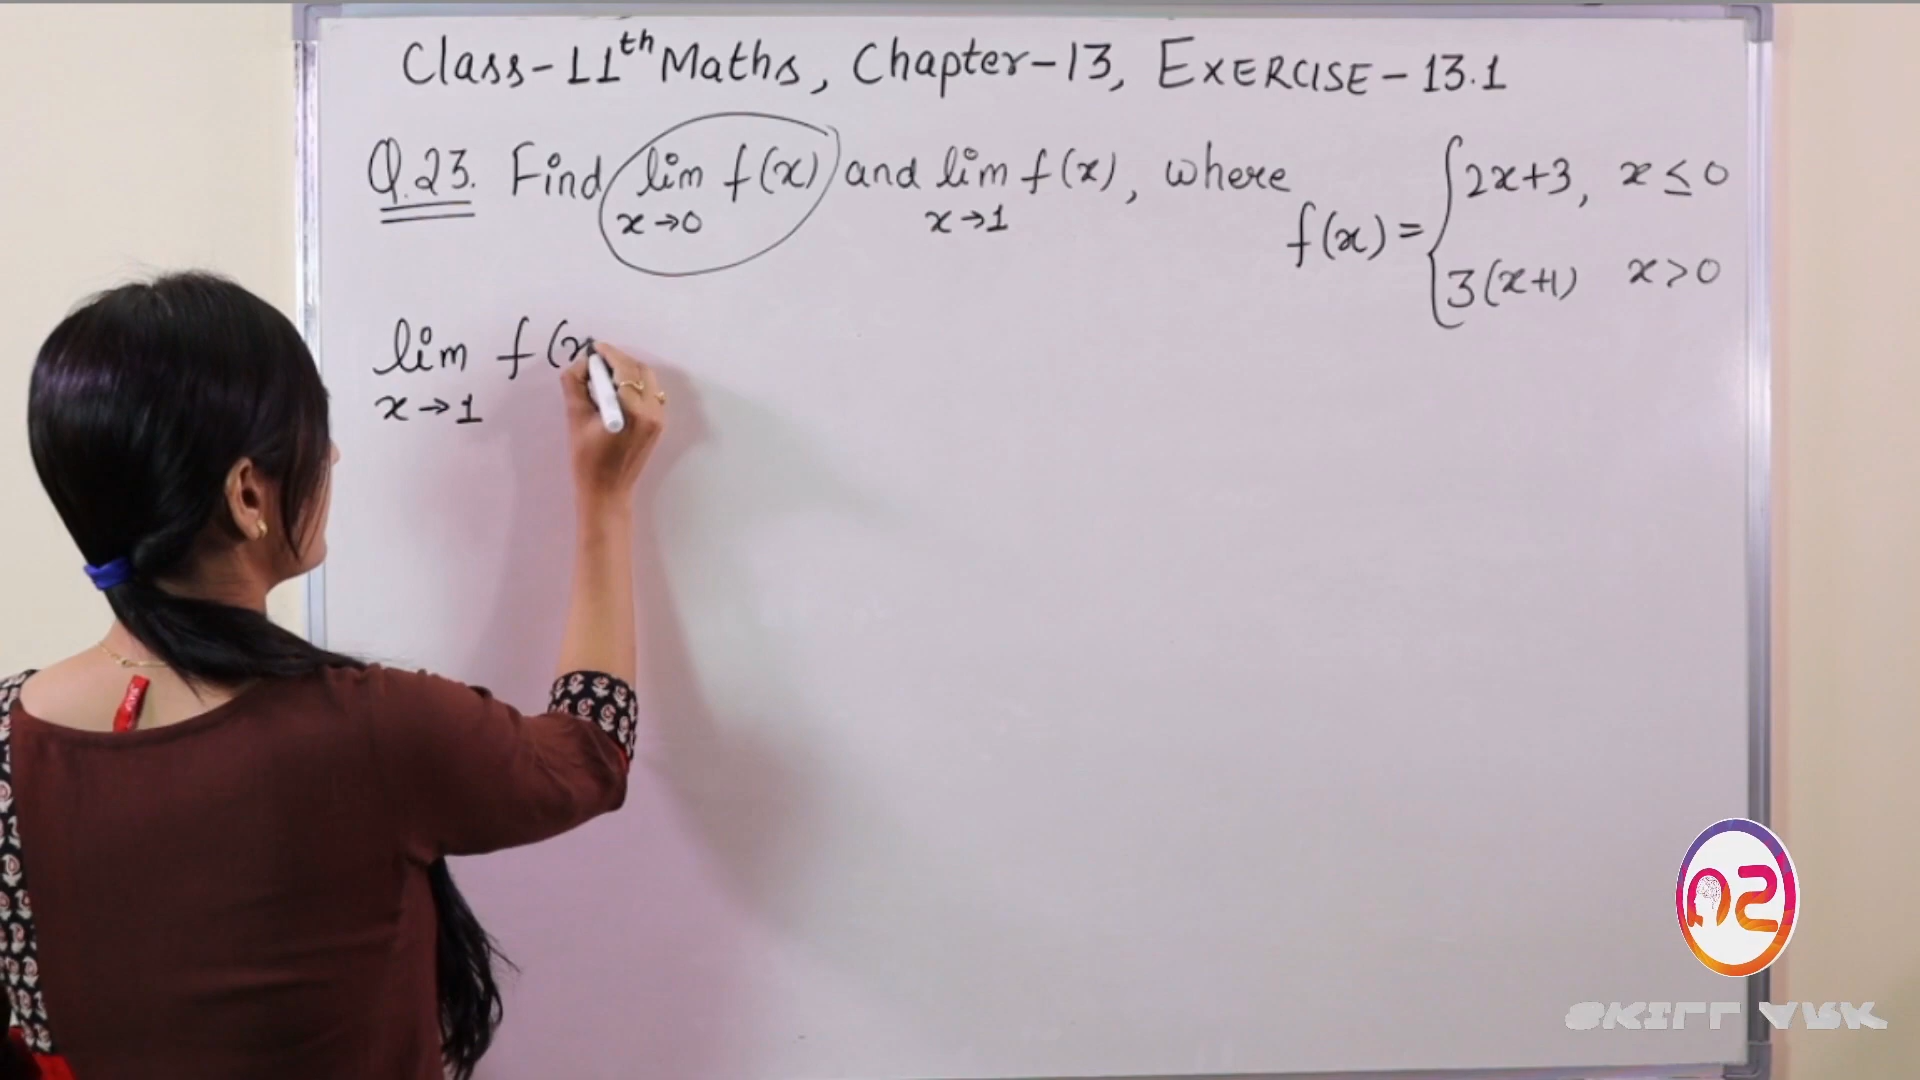 Class-11th Maths, Chapter-13, EXERCISE-13.1
Q.23. Find lim f(x) and lim f(x), where
x→0 x→1
f(x) = { 2x+3, x ≤ 0
3(x+1) x > 0
lim f(x
x→1